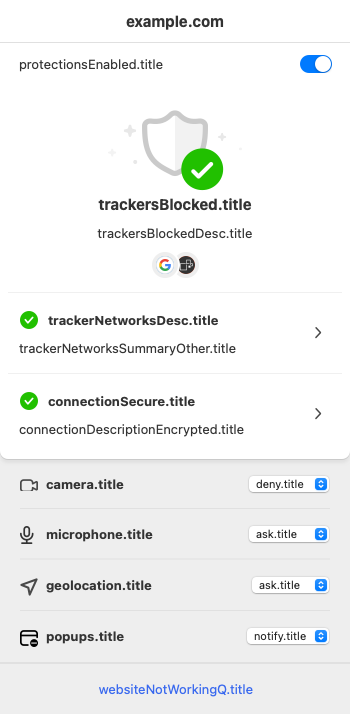 example.com
protectionsEnabled.title
trackersBlocked.title
trackersBlockedDesc.title
trackerNetworksDesc.title
trackerNetworksSummaryOther.title
connectionSecure.title
connectionDescriptionEncrypted.title
camera.title deny.title
microphone.title ask.title
geolocation.title ask.title
popups.title notify.title
websiteNotWorkingQ.title